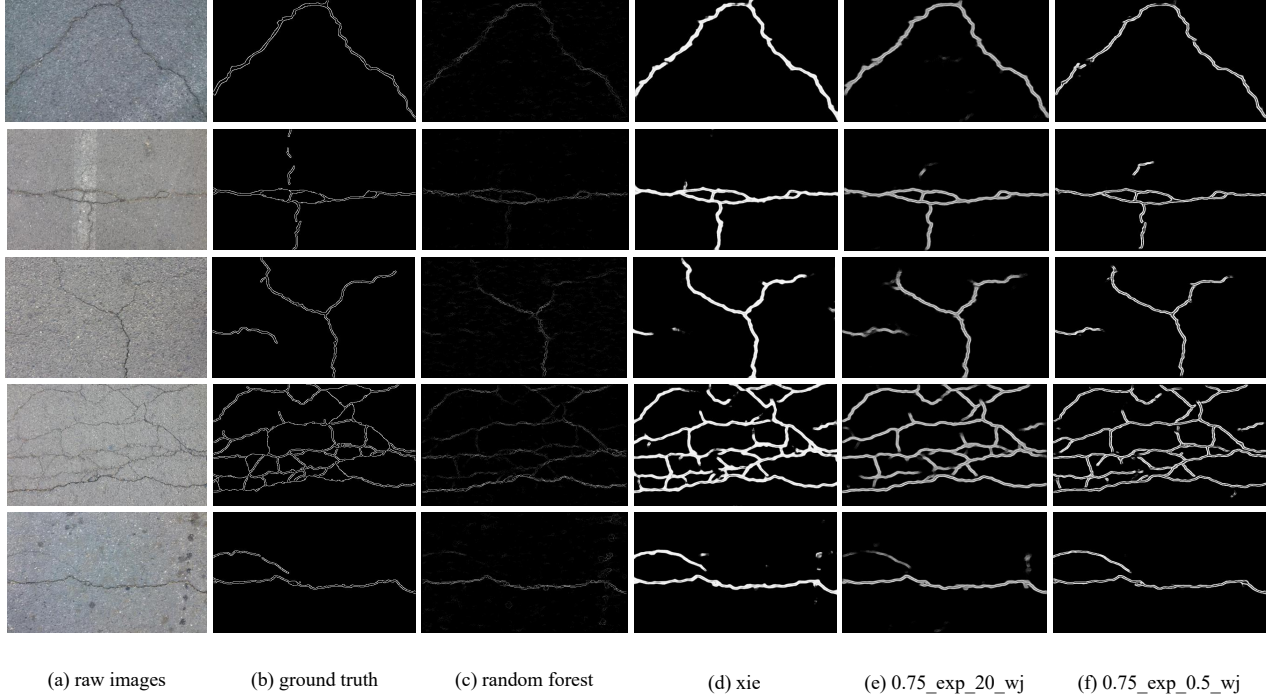 (a) raw images (b) ground truth (c) random forest (d) xie (e) 0.75_exp_20_wj (f) 0.75_exp_0.5_wj